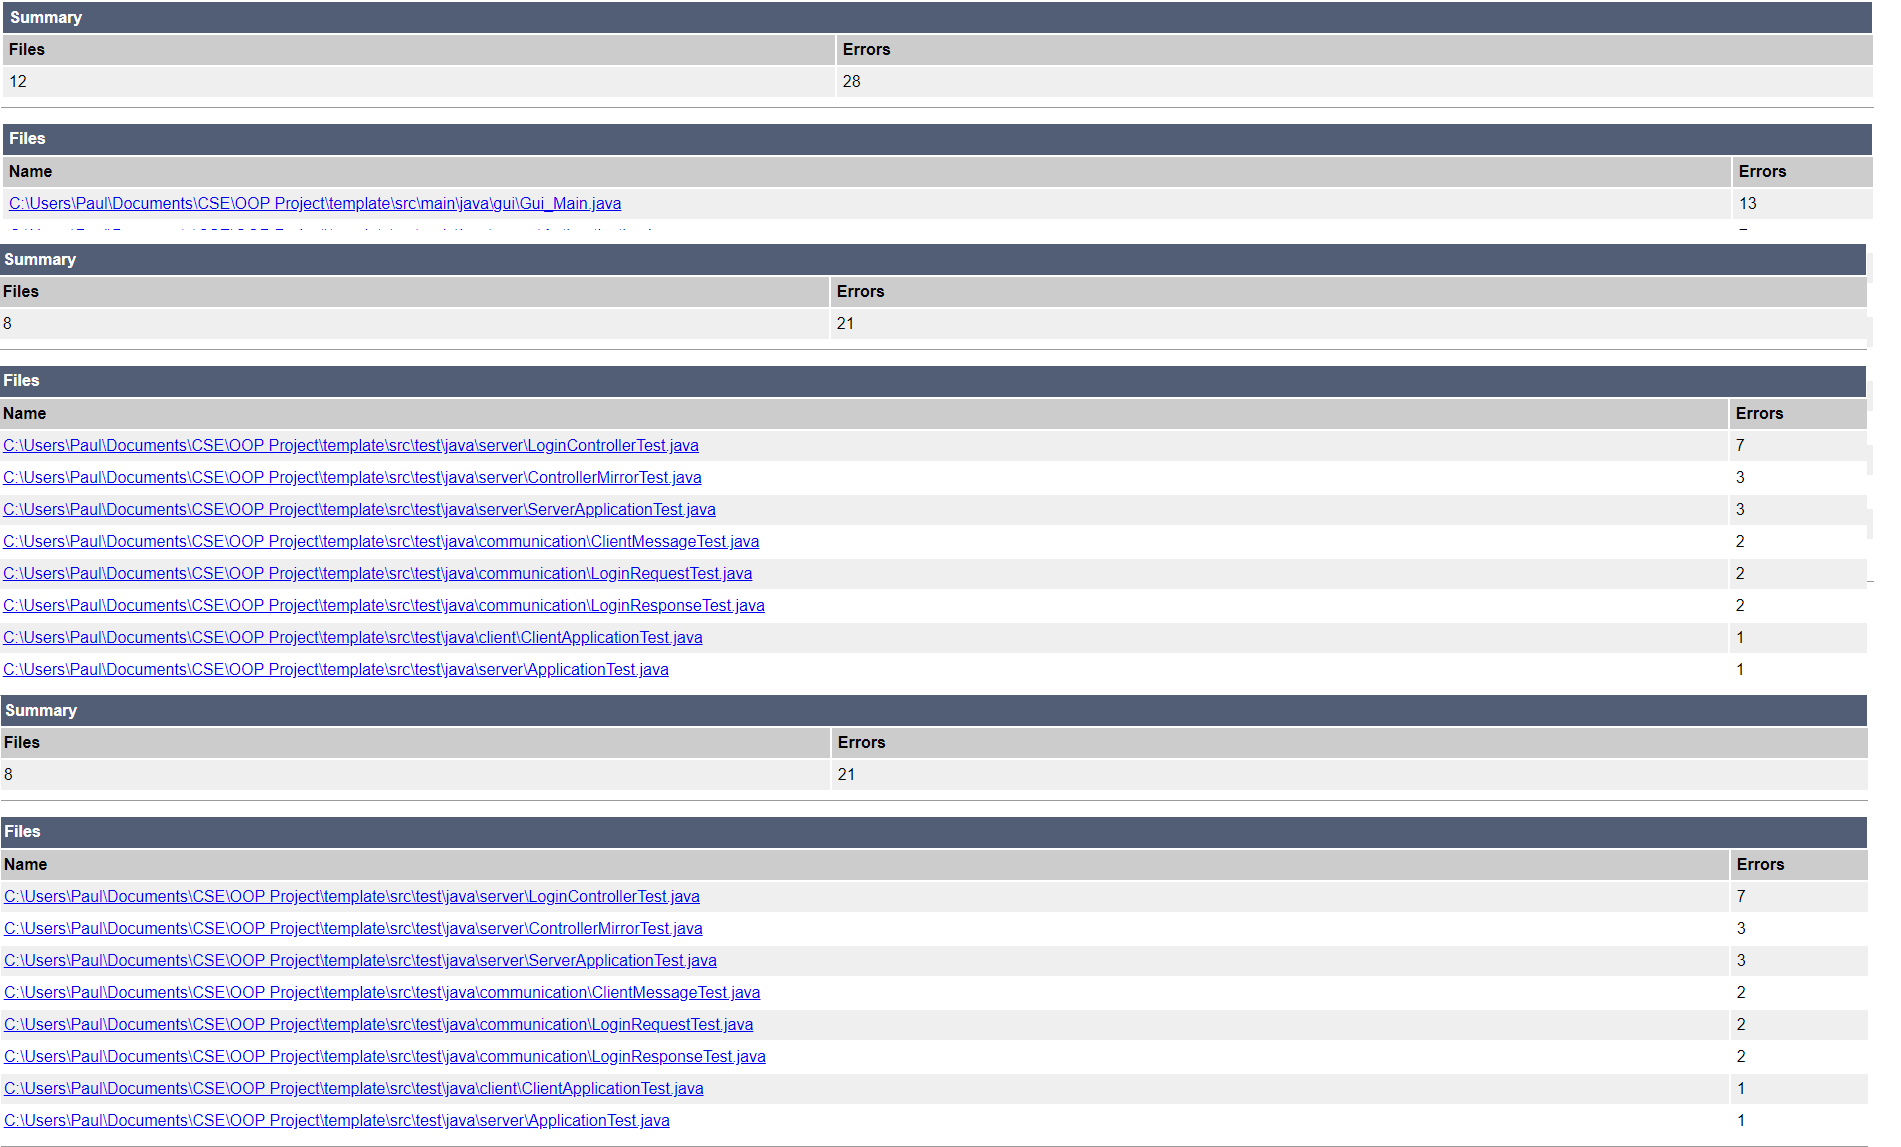 Summary
Files Errors
12 28
Files
Name Errors
C:\Users\Paul\Documents\CSE\OOP Project\template\src\main\java\gui\Gui_Main.java 13
Summary
Files Errors
8 21
Files
Name Errors
C:\Users\Paul\Documents\CSE\OOP Project\template\src\test\java\server\LoginControllerTest.java 7
C:\Users\Paul\Documents\CSE\OOP Project\template\src\test\java\server\ControllerMirrorTest.java 3
C:\Users\Paul\Documents\CSE\OOP Project\template\src\test\java\server\ServerApplicationTest.java 3
C:\Users\Paul\Documents\CSE\OOP Project\template\src\test\java\communication\ClientMessageTest.java 2
C:\Users\Paul\Documents\CSE\OOP Project\template\src\test\java\communication\LoginRequestTest.java 2
C:\Users\Paul\Documents\CSE\OOP Project\template\src\test\java\communication\LoginResponseTest.java 2
C:\Users\Paul\Documents\CSE\OOP Project\template\src\test\java\client\ClientApplicationTest.java 1
C:\Users\Paul\Documents\CSE\OOP Project\template\src\test\java\server\ApplicationTest.java 1
Summary
Files Errors
8 21
Files
Name Errors
C:\Users\Paul\Documents\CSE\OOP Project\template\src\test\java\server\LoginControllerTest.java 7
C:\Users\Paul\Documents\CSE\OOP Project\template\src\test\java\server\ControllerMirrorTest.java 3
C:\Users\Paul\Documents\CSE\OOP Project\template\src\test\java\server\ServerApplicationTest.java 3
C:\Users\Paul\Documents\CSE\OOP Project\template\src\test\java\communication\ClientMessageTest.java 2
C:\Users\Paul\Documents\CSE\OOP Project\template\src\test\java\communication\LoginRequestTest.java 2
C:\Users\Paul\Documents\CSE\OOP Project\template\src\test\java\communication\LoginResponseTest.java 2
C:\Users\Paul\Documents\CSE\OOP Project\template\src\test\java\client\ClientApplicationTest.java 1
C:\Users\Paul\Documents\CSE\OOP Project\template\src\test\java\server\ApplicationTest.java 1